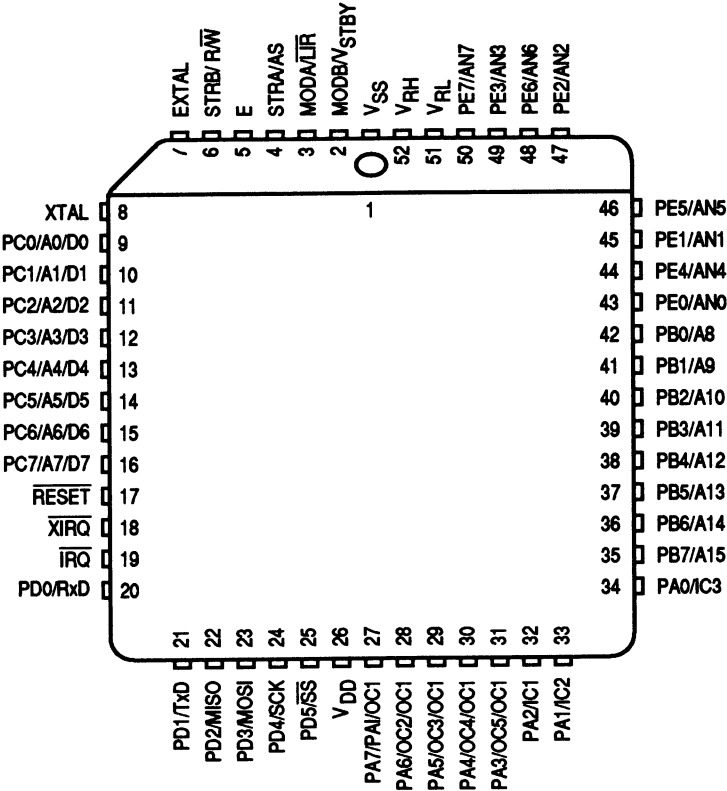 EXTAL
STRB/ R/W̅
E
STRA/AS
MODA/L̅I̅R̅
MODB/VSTBY
VSS
VRH
VRL
PE7/AN7
PE3/AN3
PE6/AN6
PE2/AN2
7 6 5 4 3 2 52 51 50 49 48 47
1
XTAL 8
PC0/A0/D0 9
PC1/A1/D1 10
PC2/A2/D2 11
PC3/A3/D3 12
PC4/A4/D4 13
PC5/A5/D5 14
PC6/A6/D6 15
PC7/A7/D7 16
R̅E̅S̅E̅T̅ 17
X̅I̅R̅Q̅ 18
I̅R̅Q̅ 19
PD0/RxD 20
46 PE5/AN5
45 PE1/AN1
44 PE4/AN4
43 PE0/AN0
42 PB0/A8
41 PB1/A9
40 PB2/A10
39 PB3/A11
38 PB4/A12
37 PB5/A13
36 PB6/A14
35 PB7/A15
34 PA0/IC3
21 22 23 24 25 26 27 28 29 30 31 32 33
PD1/TxD
PD2/MISO
PD3/MOSI
PD4/SCK
PD5/S̅S̅
VDD
PA7/PAI/OC1
PA6/OC2/OC1
PA5/OC3/OC1
PA4/OC4/OC1
PA3/OC5/OC1
PA2/IC1
PA1/IC2